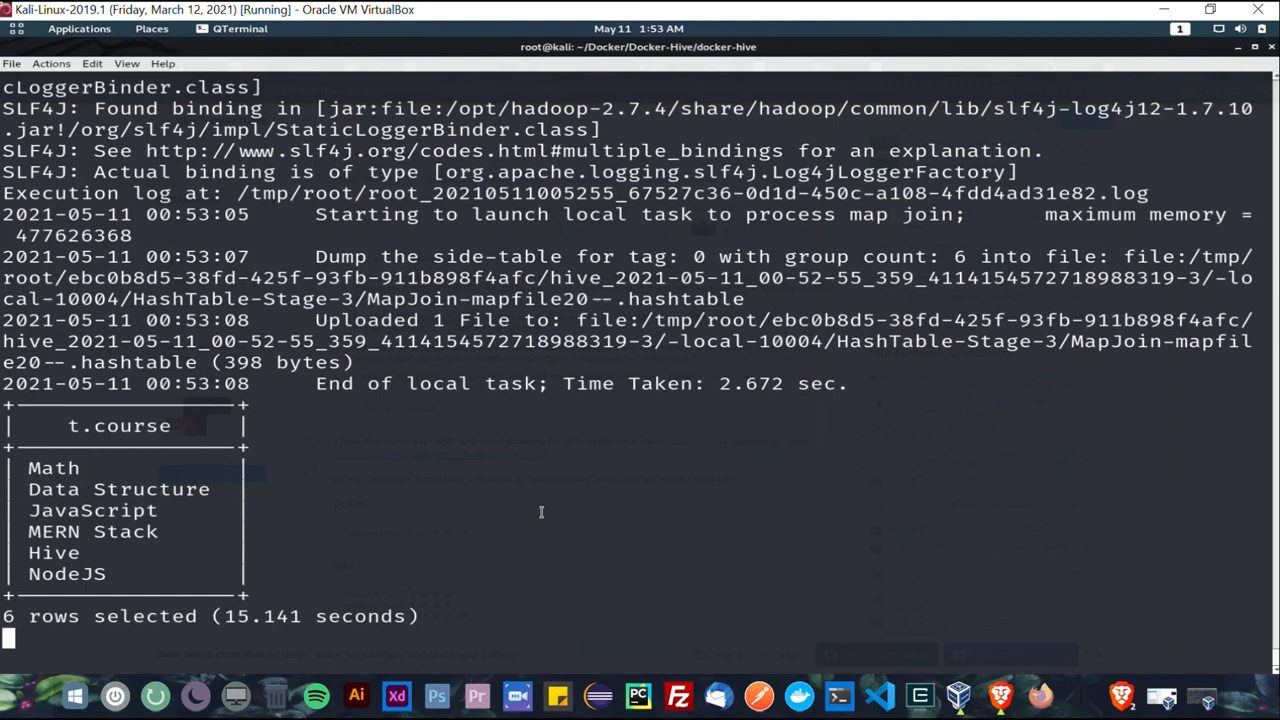 Kali-Linux-2019.1 (Friday, March 12, 2021) [Running] - Oracle VM VirtualBox
Applications Places QTerminal May 11 1:53 AM 1
root@kali: ~/Docker/Docker-Hive/docker-hive
File Actions Edit View Help
cLoggerBinder.class]
SLF4J: Found binding in [jar:file:/opt/hadoop-2.7.4/share/hadoop/common/lib/slf4j-log4j12-1.7.10
.jar!/org/slf4j/impl/StaticLoggerBinder.class]
SLF4J: See http://www.slf4j.org/codes.html#multiple_bindings for an explanation.
SLF4J: Actual binding is of type [org.apache.logging.slf4j.Log4jLoggerFactory]
Execution log at: /tmp/root/root_20210511005255_67527c36-0d1d-450c-a108-4fdd4ad31e82.log
2021-05-11 00:53:05 Starting to launch local task to process map join; maximum memory =
477626368
2021-05-11 00:53:07 Dump the side-table for tag: 0 with group count: 6 into file: file:/tmp/
root/ebc0b8d5-38fd-425f-93fb-911b898f4afc/hive_2021-05-11_00-52-55_359_4114154572718988319-3/-lo
cal-10004/HashTable-Stage-3/MapJoin-mapfile20--.hashtable
2021-05-11 00:53:08 Uploaded 1 File to: file:/tmp/root/ebc0b8d5-38fd-425f-93fb-911b898f4afc/
hive_2021-05-11_00-52-55_359_4114154572718988319-3/-local-10004/HashTable-Stage-3/MapJoin-mapfil
e20--.hashtable (398 bytes)
2021-05-11 00:53:08 End of local task; Time Taken: 2.672 sec.
t.course
Math
Data Structure
JavaScript
MERN Stack
Hive
NodeJS
6 rows selected (15.141 seconds)
Ai Xd Ps Pr PC FZ